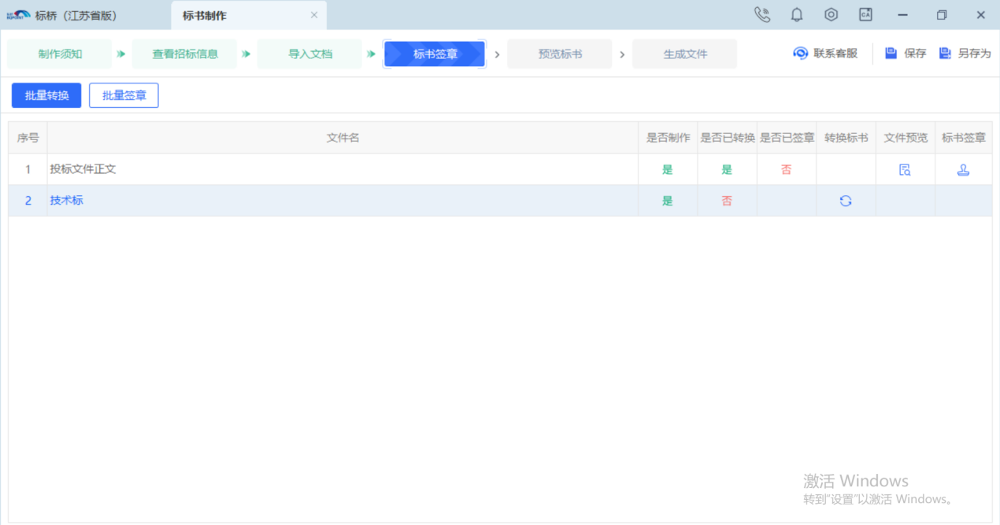 标桥（江苏省版） 标书制作 CA
制作须知 查看招标信息 导入文档 标书签章 预览标书 生成文件 联系客服 保存 另存为
批量转换 批量签章
序号 文件名 是否制作 是否已转换 是否已签章 转换标书 文件预览 标书签章
1 投标文件正文 是 是 否
2 技术标 是 否
激活 Windows
转到"设置"以激活 Windows。